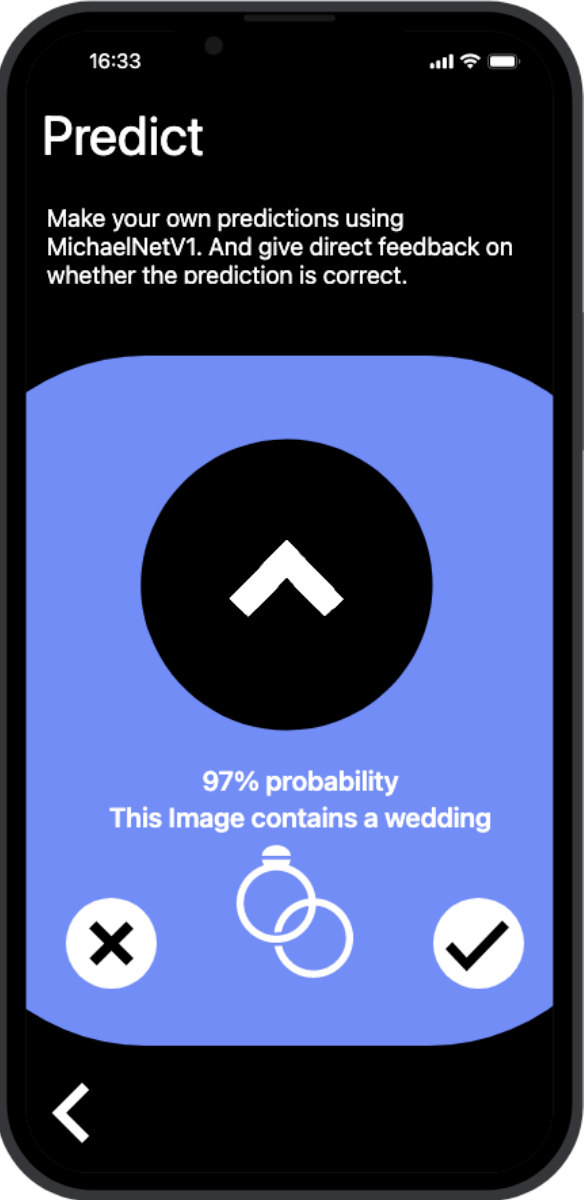 16:33
Predict
Make your own predictions using
MichaelNetV1. And give direct feedback on
whether the prediction is correct.
97% probability
This Image contains a wedding